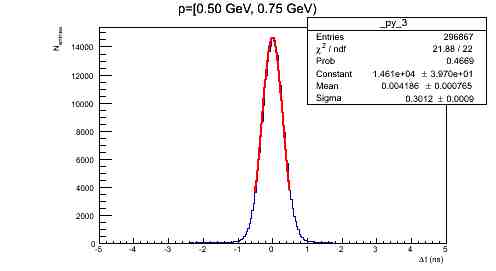 p=[0.50 GeV, 0.75 GeV)
_py_3
Entries 296867
χ² / ndf 21.88 / 22
Prob 0.4669
Constant 1.461e+04 ± 3.970e+01
Mean 0.004186 ± 0.000765
Sigma 0.3012 ± 0.0009
N entries
14000
12000
10000
8000
6000
4000
2000
0
-5 -4 -3 -2 -1 0 1 2 3 4 5
Δt (ns)